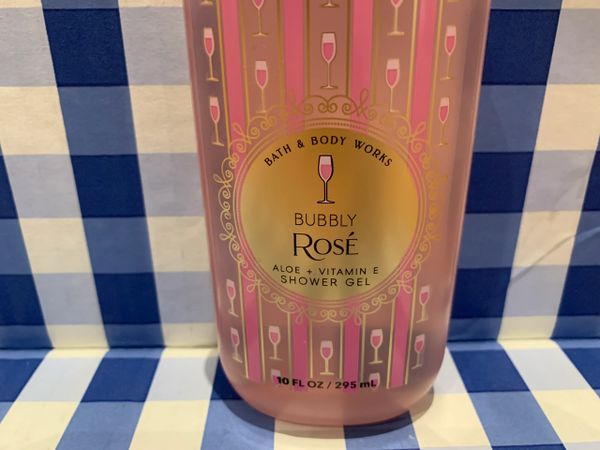 BATH & BODY WORKS
BUBBLY
ROSÉ
ALOE + VITAMIN E
SHOWER GEL
10 FL OZ / 295 mL